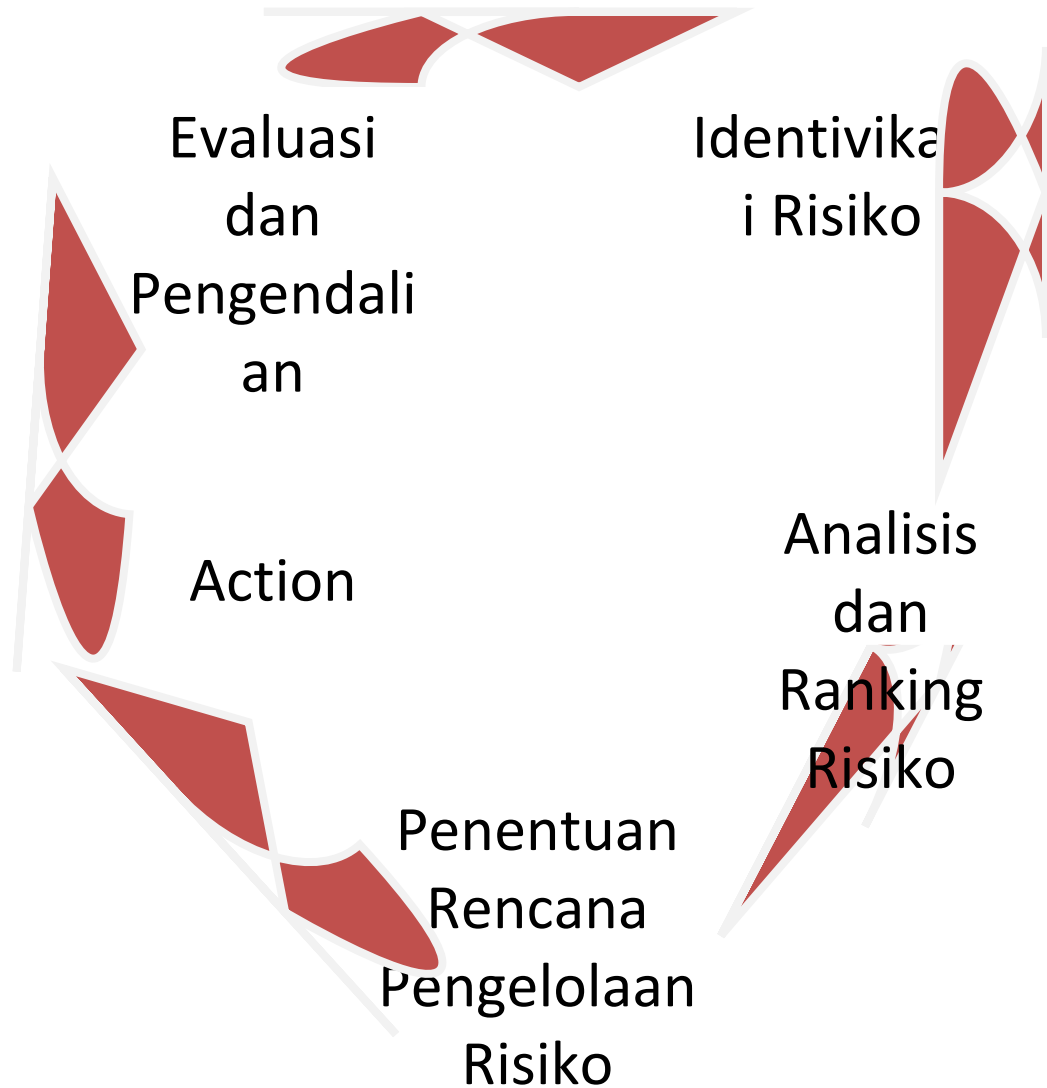 Evaluasi
dan
Pengendali
an
Identivika
i Risiko
Analisis
dan
Ranking
Risiko
Action
Penentuan
Rencana
Pengelolaan
Risiko